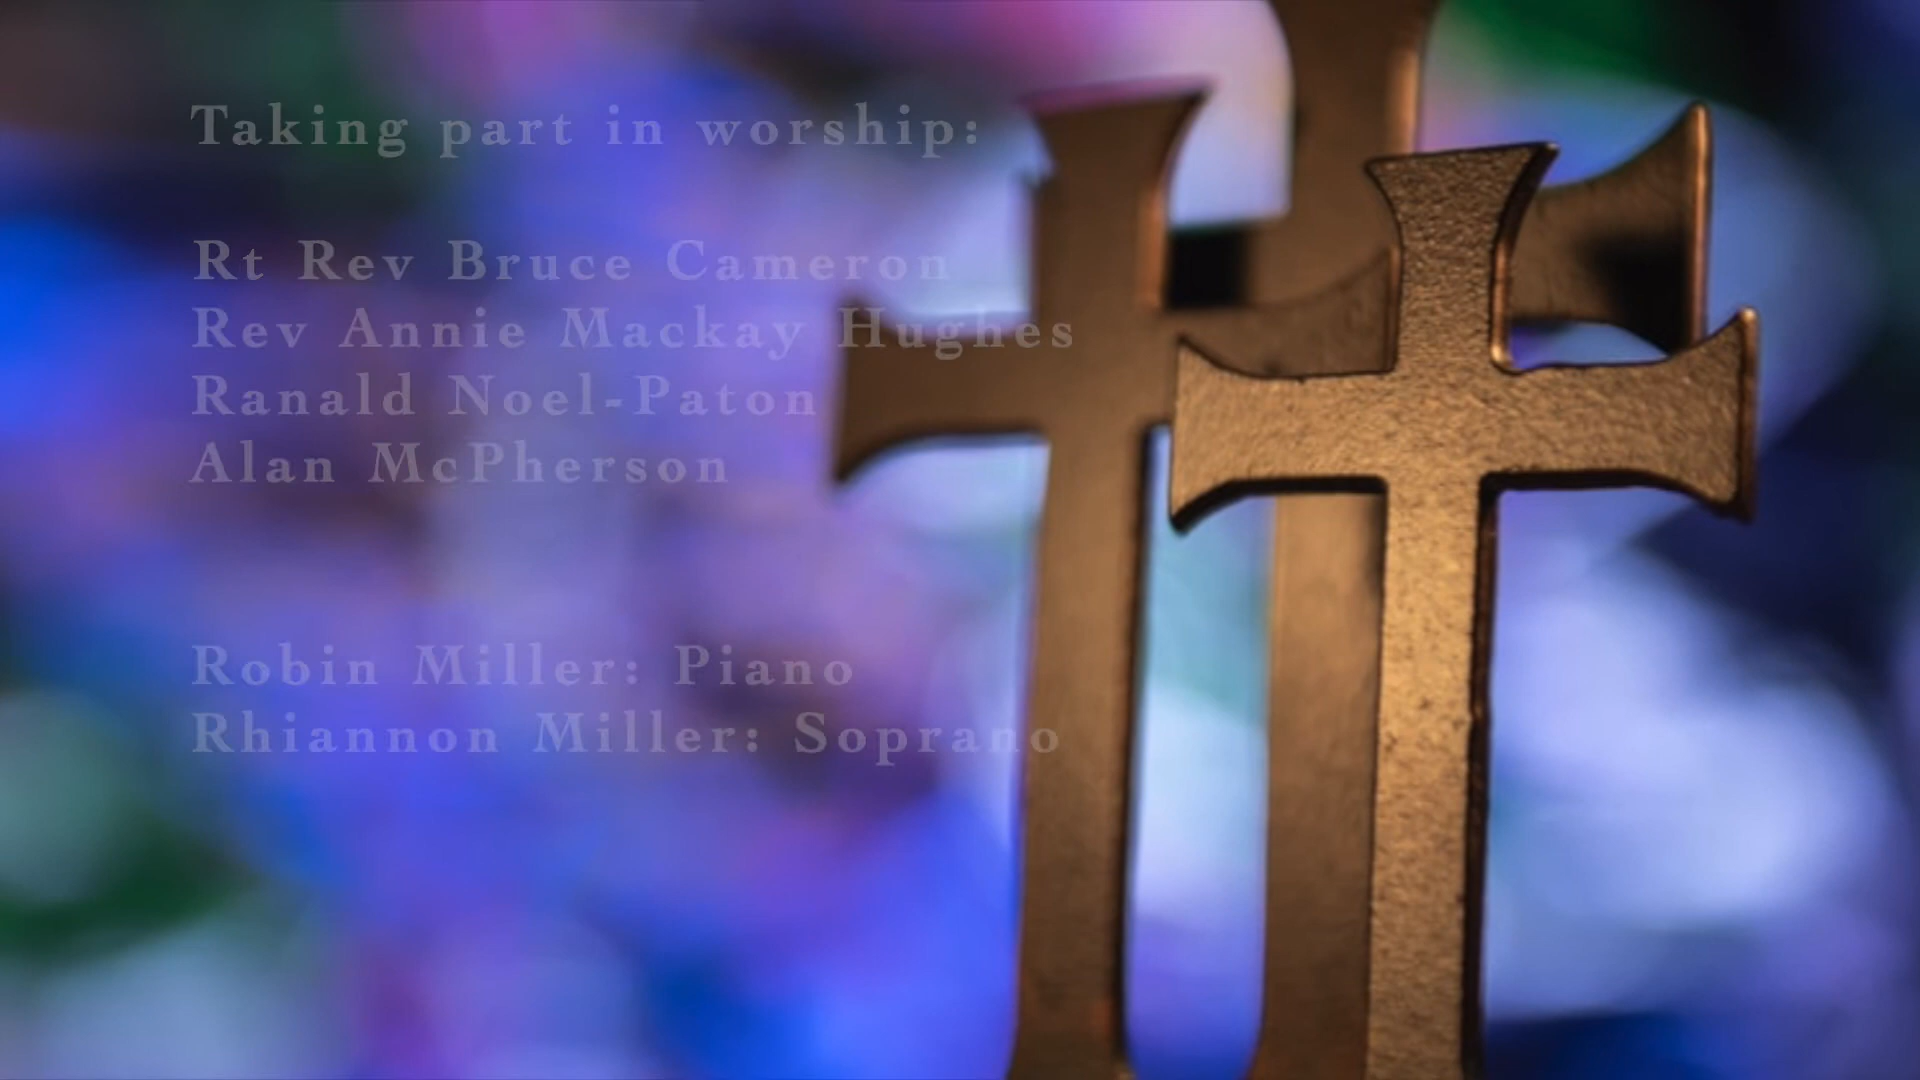 Taking part in worship:
Rt Rev Bruce Cameron
Rev Annie Mackay Hughes
Ranald Noel-Paton
Alan McPherson
Robin Miller: Piano
Rhiannon Miller: Soprano